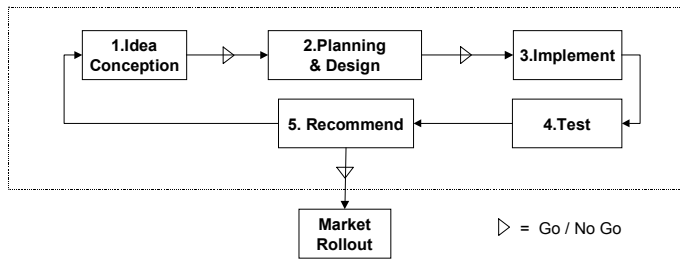 1.Idea
Conception
2.Planning
& Design
3.Implement
4.Test
5. Recommend
Market
Rollout
= Go / No Go